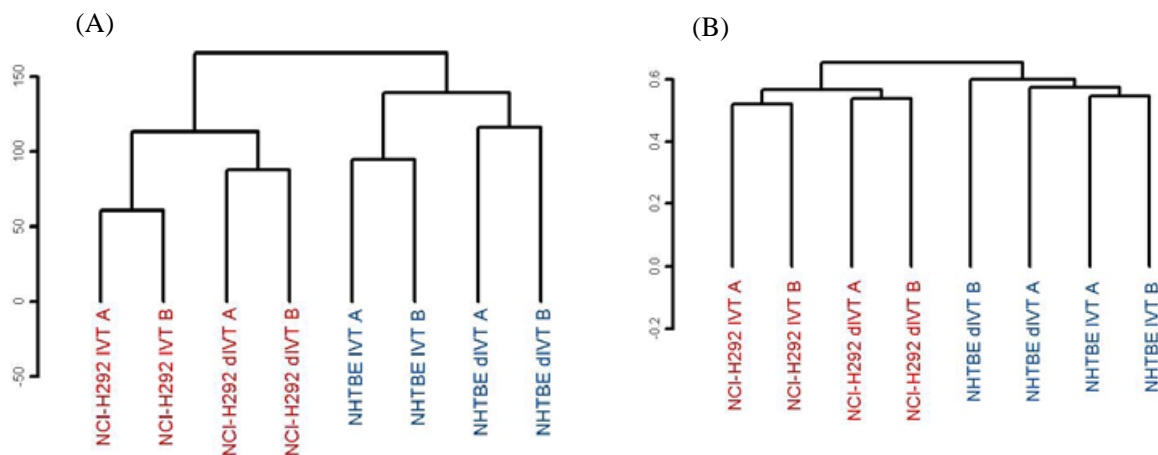 (A)
150
100
50
0
-50
NCI-H292 IVT A
NCI-H292 IVT B
NCI-H292 dIVT A
NCI-H292 dIVT B
NHTBE IVT A
NHTBE IVT B
NHTBE dIVT A
NHTBE dIVT B
(B)
0.6
0.4
0.2
0.0
-0.2
NCI-H292 IVT A
NCI-H292 IVT B
NCI-H292 dIVT A
NCI-H292 dIVT B
NHTBE dIVT B
NHTBE dIVT A
NHTBE IVT A
NHTBE IVT B